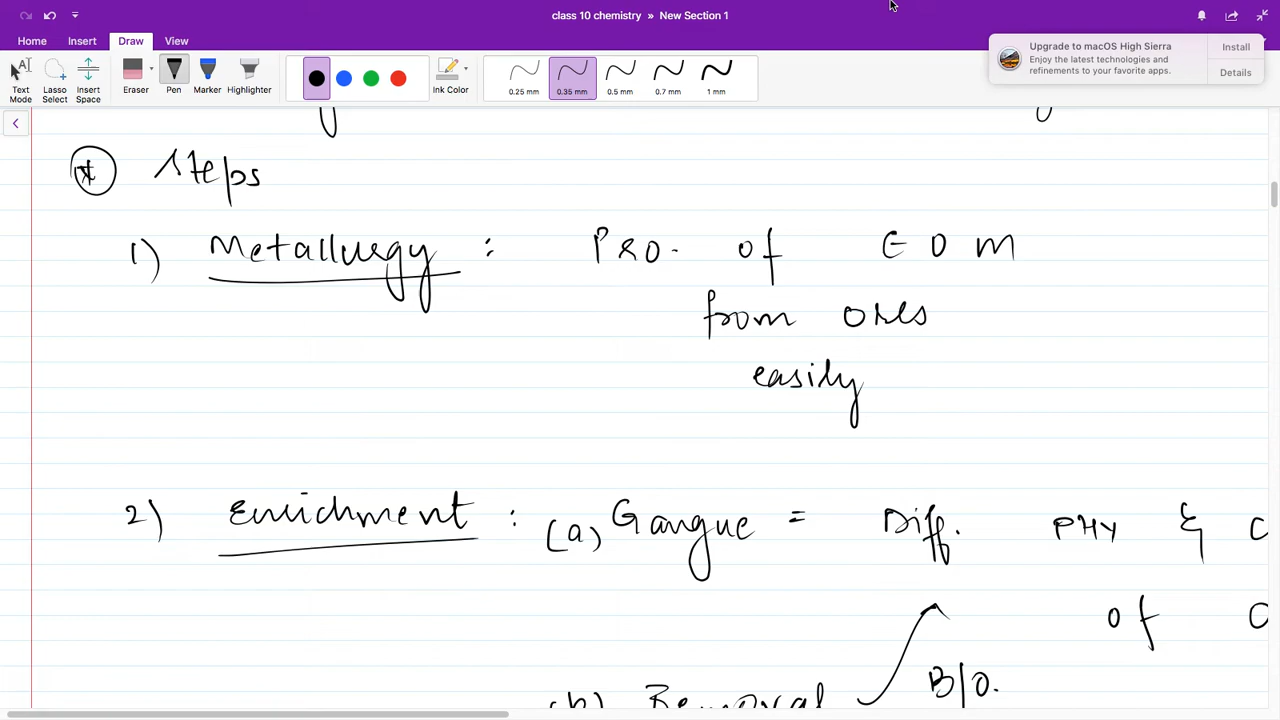 class 10 chemistry » New Section 1
Home Insert Draw View
Upgrade to macOS High Sierra
Enjoy the latest technologies and
refinements to your favorite apps.
Install
Details
Text Mode
Lasso Select
Insert Space
Eraser
Pen
Marker
Highlighter
Ink Color
0.25 mm
0.35 mm
0.5 mm
0.7 mm
1 mm
* Steps
1) Metallurgy : PRO. of E O M
from ores
easily
2) Enrichment : (a) Gangue = Diff. PHY & C
of O
B/O.
(b) Removal